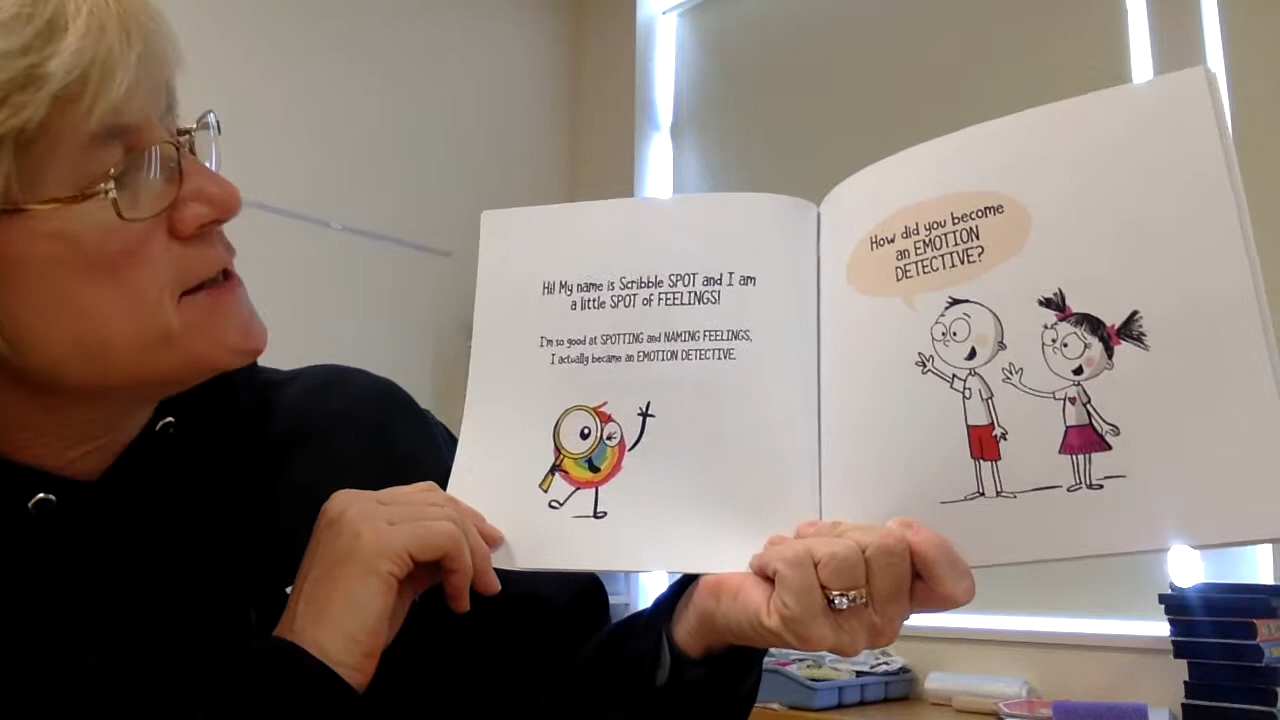 Hi! My name is Scribble SPOT and I am
a little SPOT of FEELINGS!
I'm so good at SPOTTING and NAMING FEELINGS,
I actually became an EMOTION DETECTIVE.
How did you become
an EMOTION
DETECTIVE?